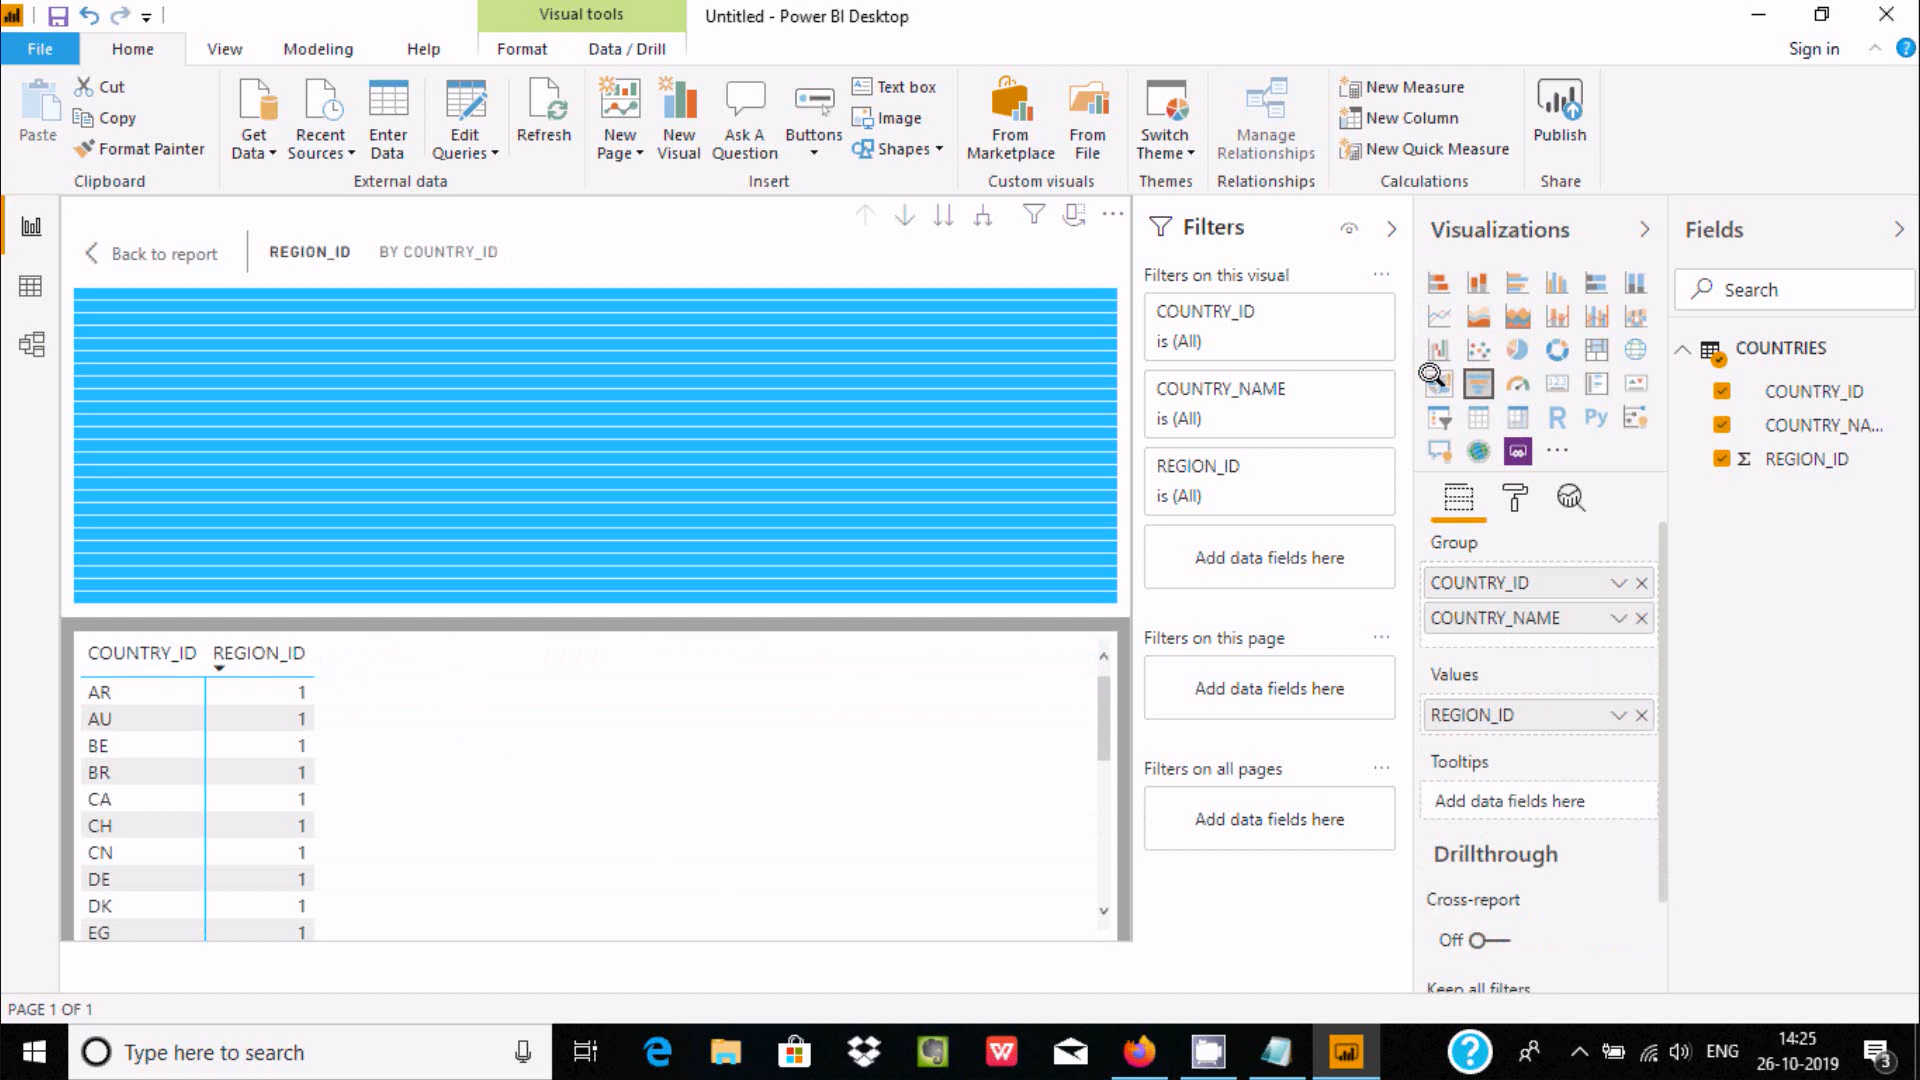 Visual tools
Untitled - Power BI Desktop
File
Home
View
Modeling
Help
Format
Data / Drill
Sign in
?
Paste
Cut
Copy
Format Painter
Clipboard
Get Data
Recent Sources
Enter Data
Edit Queries
Refresh
External data
New Page
New Visual
Ask A Question
Buttons
Text box
Image
Shapes
Insert
From Marketplace
From File
Custom visuals
Switch Theme
Themes
Manage Relationships
Relationships
New Measure
New Column
New Quick Measure
Calculations
Publish
Share
Back to report
REGION_ID
BY COUNTRY_ID
COUNTRY_ID REGION_ID
AR 1
AU 1
BE 1
BR 1
CA 1
CH 1
CN 1
DE 1
DK 1
EG 1
Filters
Filters on this visual
COUNTRY_ID
is (All)
COUNTRY_NAME
is (All)
REGION_ID
is (All)
Add data fields here
Filters on this page
Add data fields here
Filters on all pages
Add data fields here
Visualizations
123
R
Py
Group
COUNTRY_ID
COUNTRY_NAME
Values
REGION_ID
Tooltips
Add data fields here
Drillthrough
Cross-report
Off
Keep all filters
Fields
Search
COUNTRIES
COUNTRY_ID
COUNTRY_NA...
Σ REGION_ID
PAGE 1 OF 1
Type here to search
W
?
ENG
14:25
26-10-2019
3